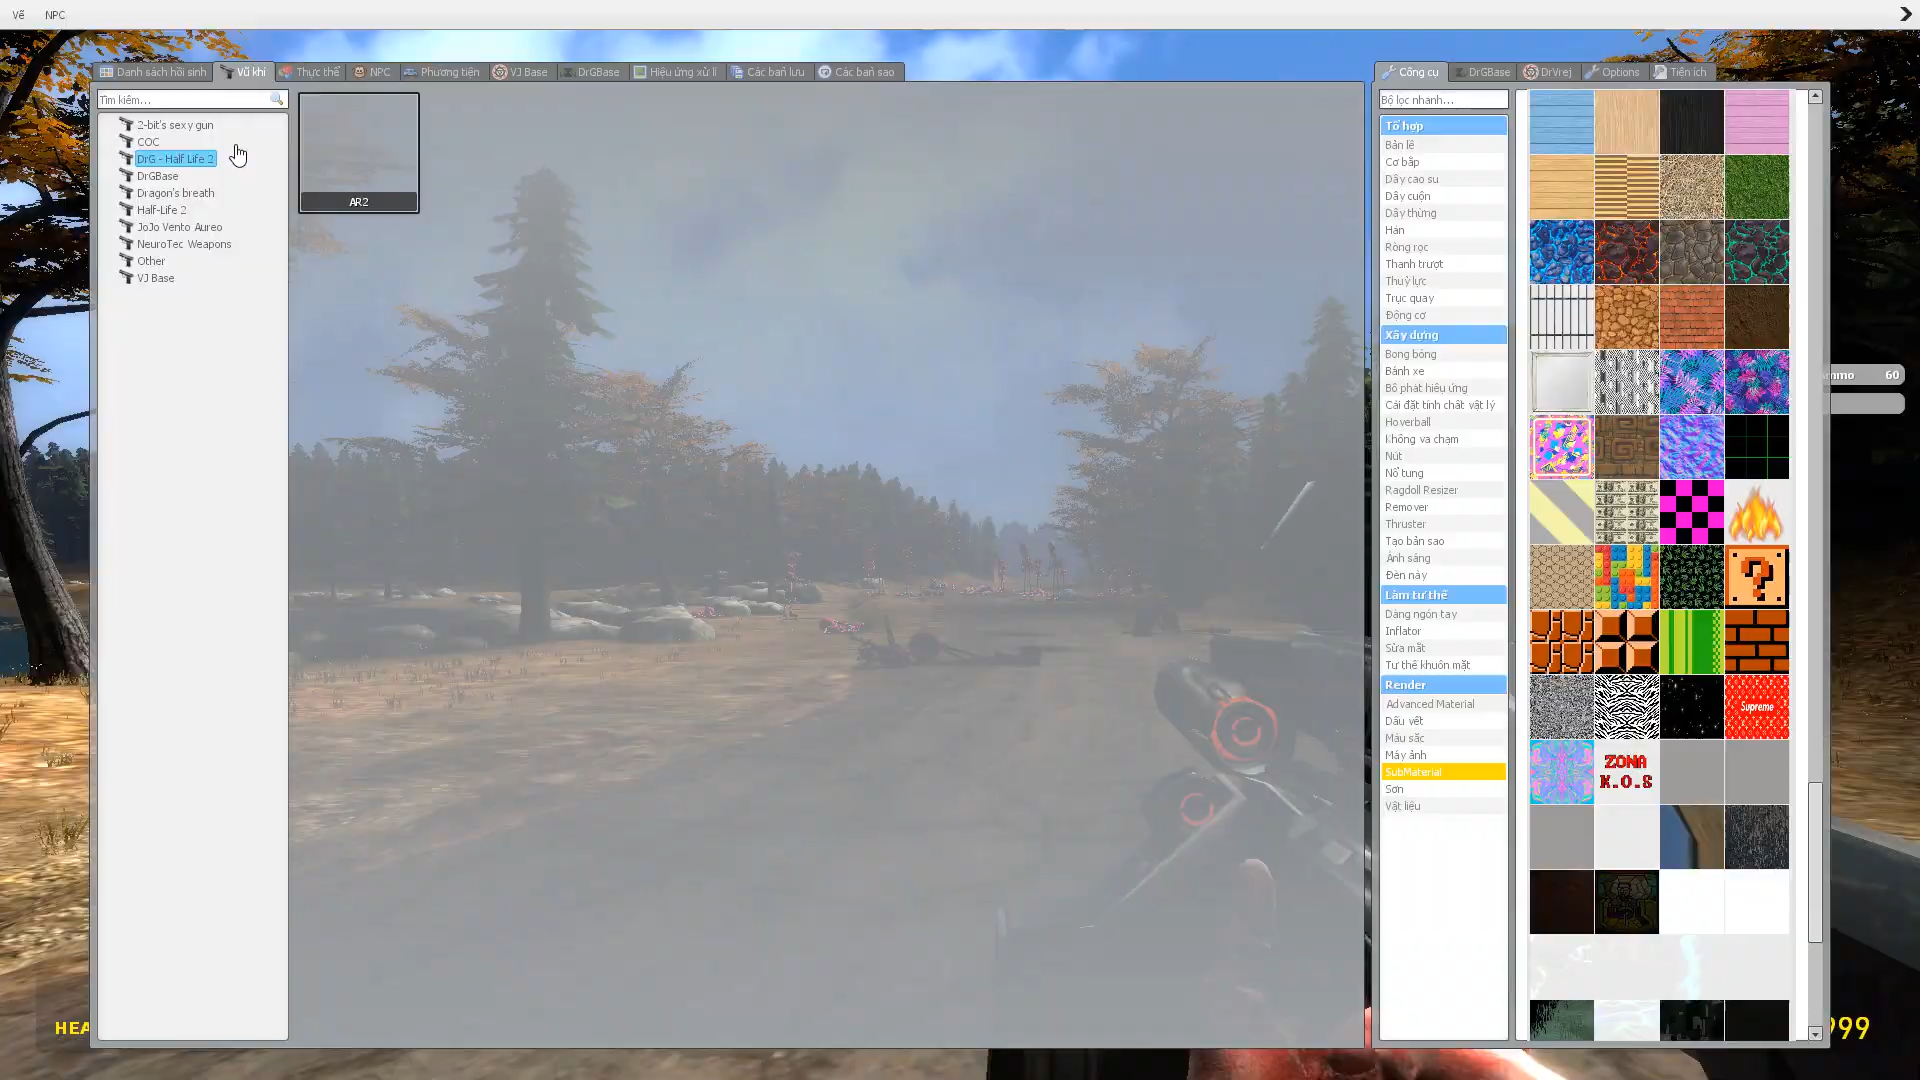 Vẽ NPC
Danh sách hồi sinh Vũ khí Thực thể NPC Phương tiện VJ Base DrGBase Hiệu ứng xử lí Các bản lưu Các bản sao
Công cụ DrGBase DrVrej Options Tiện ích
Tìm kiếm...
2-bit's sexy gun
COC
DrG - Half Life 2
DrGBase
Dragon's breath
Half-Life 2
JoJo Vento Aureo
NeuroTec Weapons
Other
VJ Base
AR2
Bộ lọc nhanh...
Tổ hợp
Bản lề
Cơ bắp
Dây cao su
Dây cuộn
Dây thừng
Hàn
Ròng rọc
Thanh trượt
Thuỷ lực
Trục quay
Động cơ
Xây dựng
Bong bóng
Bánh xe
Bộ phát hiệu ứng
Cài đặt tính chất vật lý
Hoverball
Không va chạm
Nút
Nổ tung
Ragdoll Resizer
Remover
Thruster
Tạo bản sao
Ánh sáng
Đèn này
Làm tư thế
Dáng ngón tay
Inflator
Sửa mắt
Tư thế khuôn mặt
Render
Advanced Material
Dấu vết
Màu sắc
Máy ảnh
SubMaterial
Sơn
Vật liệu
Supreme
ZONA
K.O.S
60
HEA
999